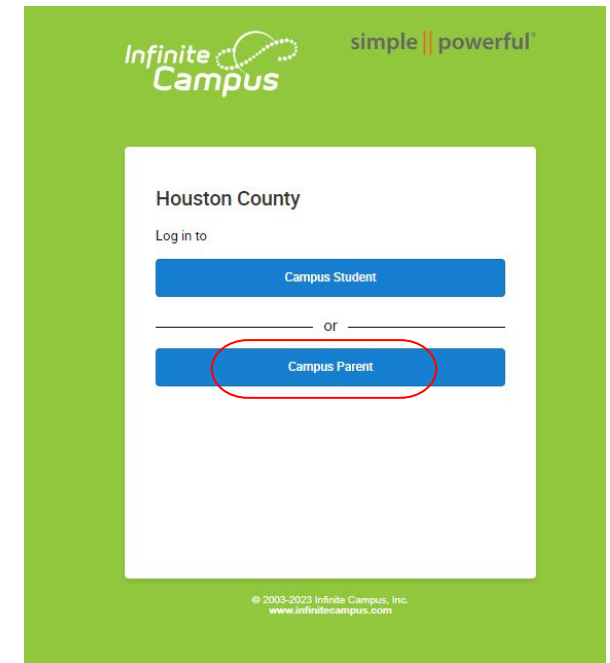 Infinite
Campus
simple || powerful®
Houston County
Log in to
Campus Student
or
Campus Parent
© 2003-2023 Infinite Campus, Inc.
www.infinitecampus.com